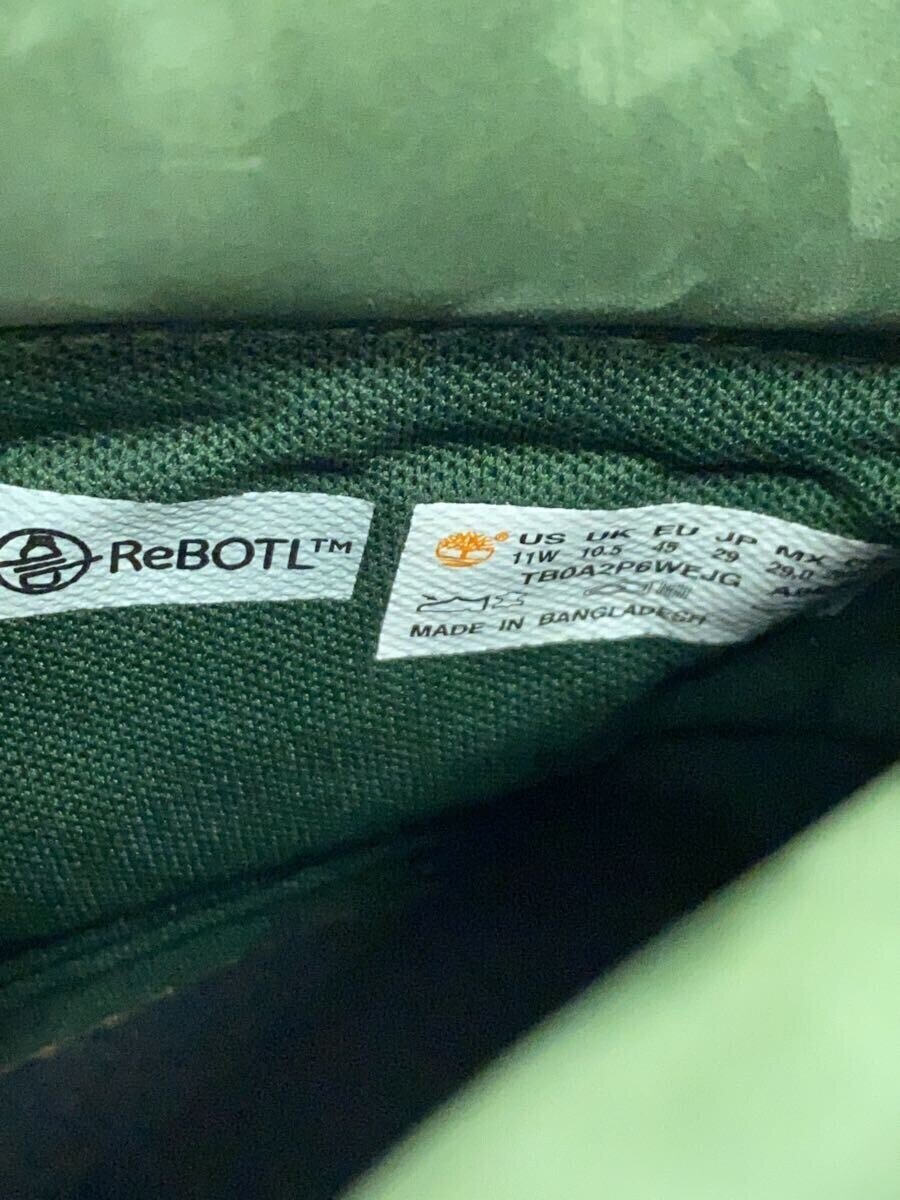 ReBOTL™
US UK EU JP MX
11W 10.5 45 29 29.0
TB0A2P6WEJG
MADE IN BANGLADESH